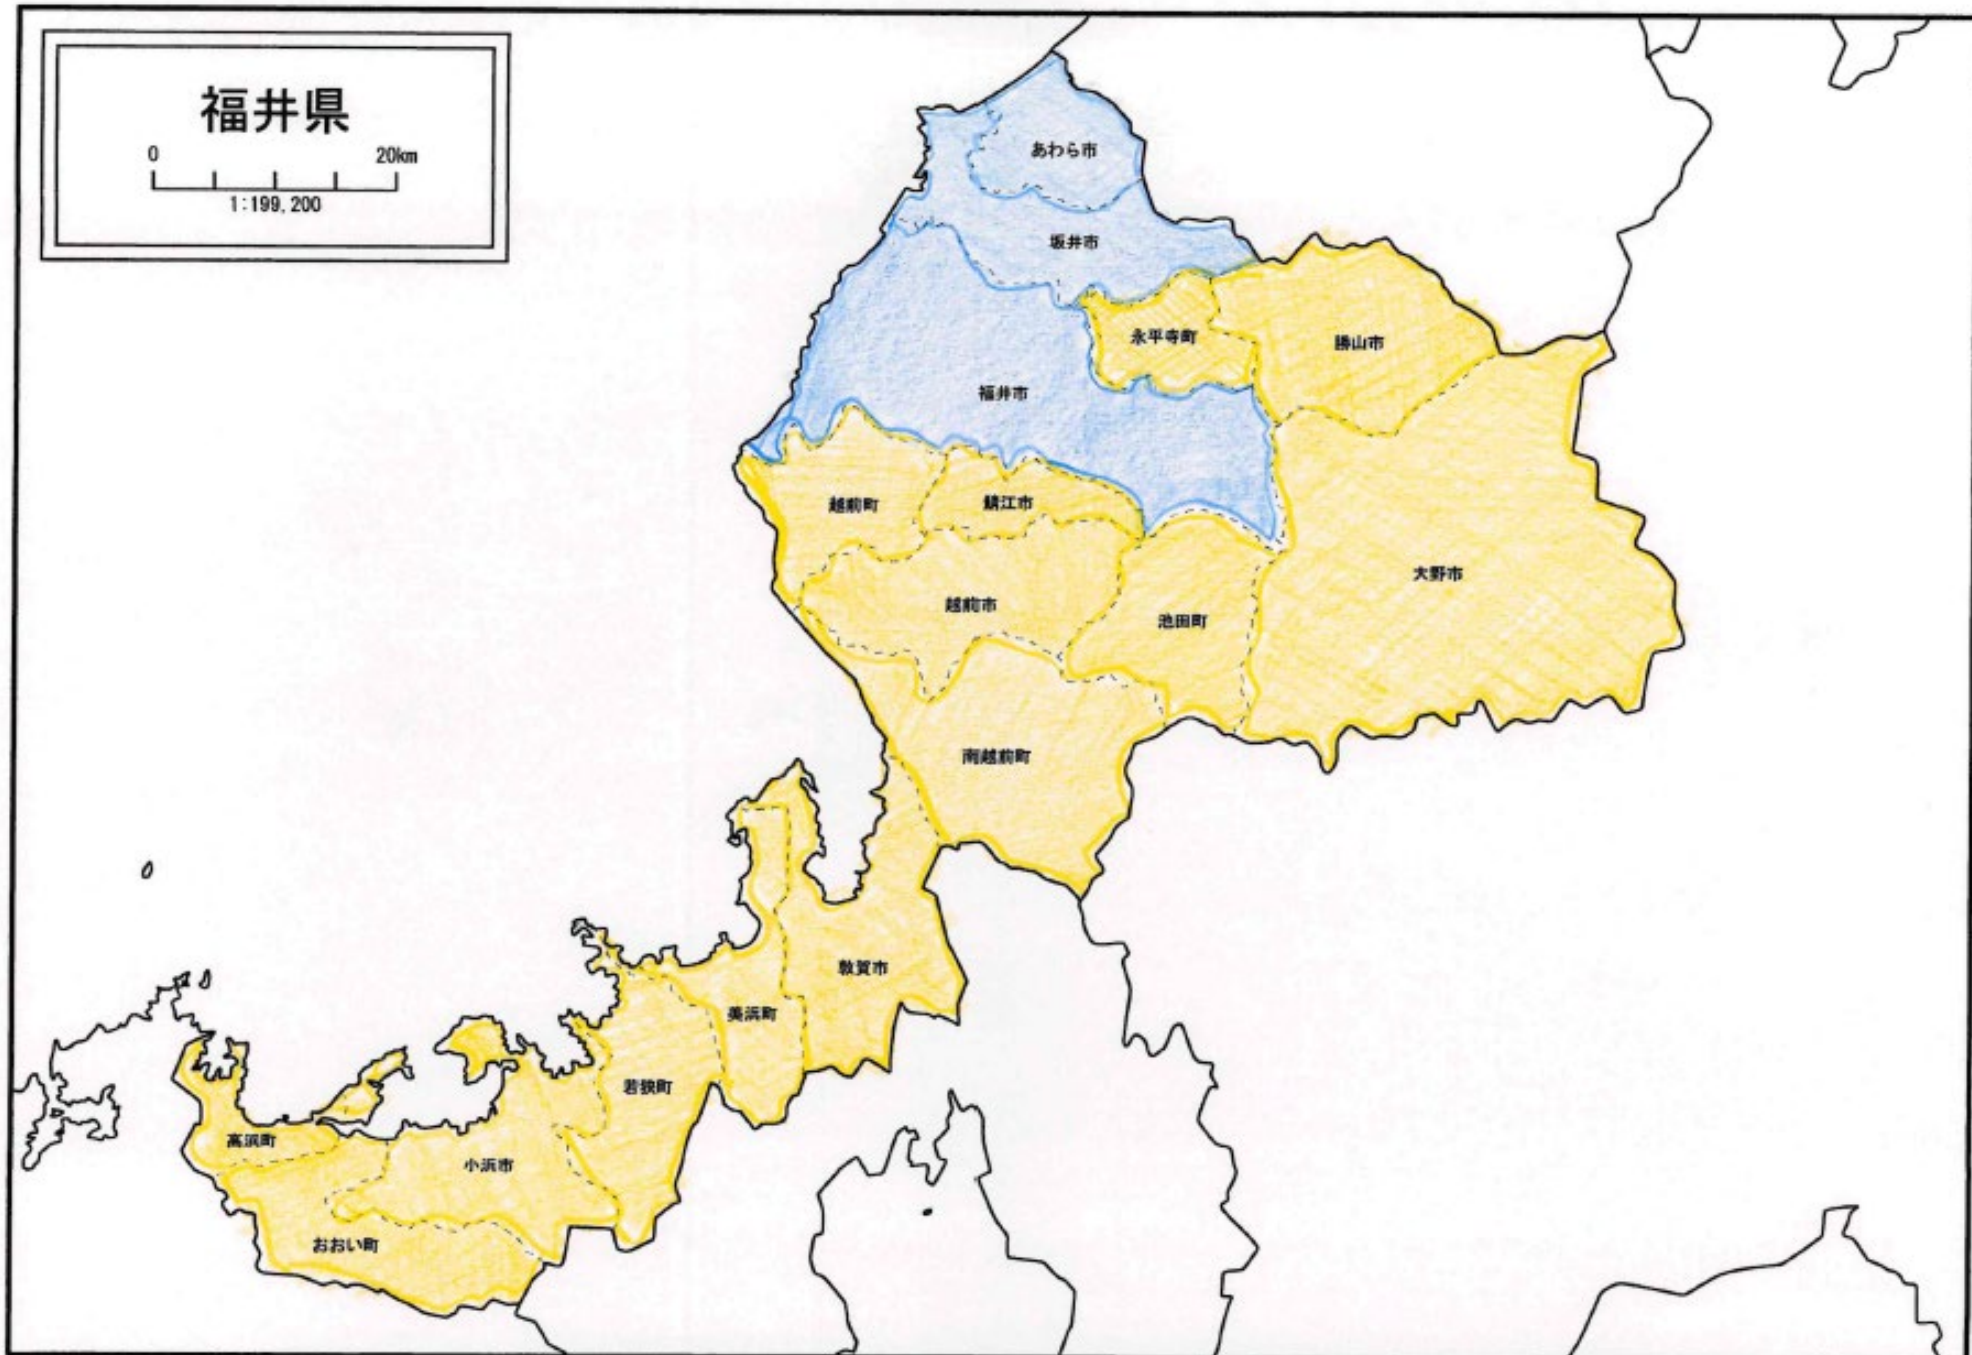 福井県
0 20km
1:199,200
あわら市
坂井市
永平寺町
勝山市
福井市
越前町
鯖江市
大野市
越前市
池田町
南越前町
敦賀市
美浜町
若狭町
高浜町
小浜市
おおい町